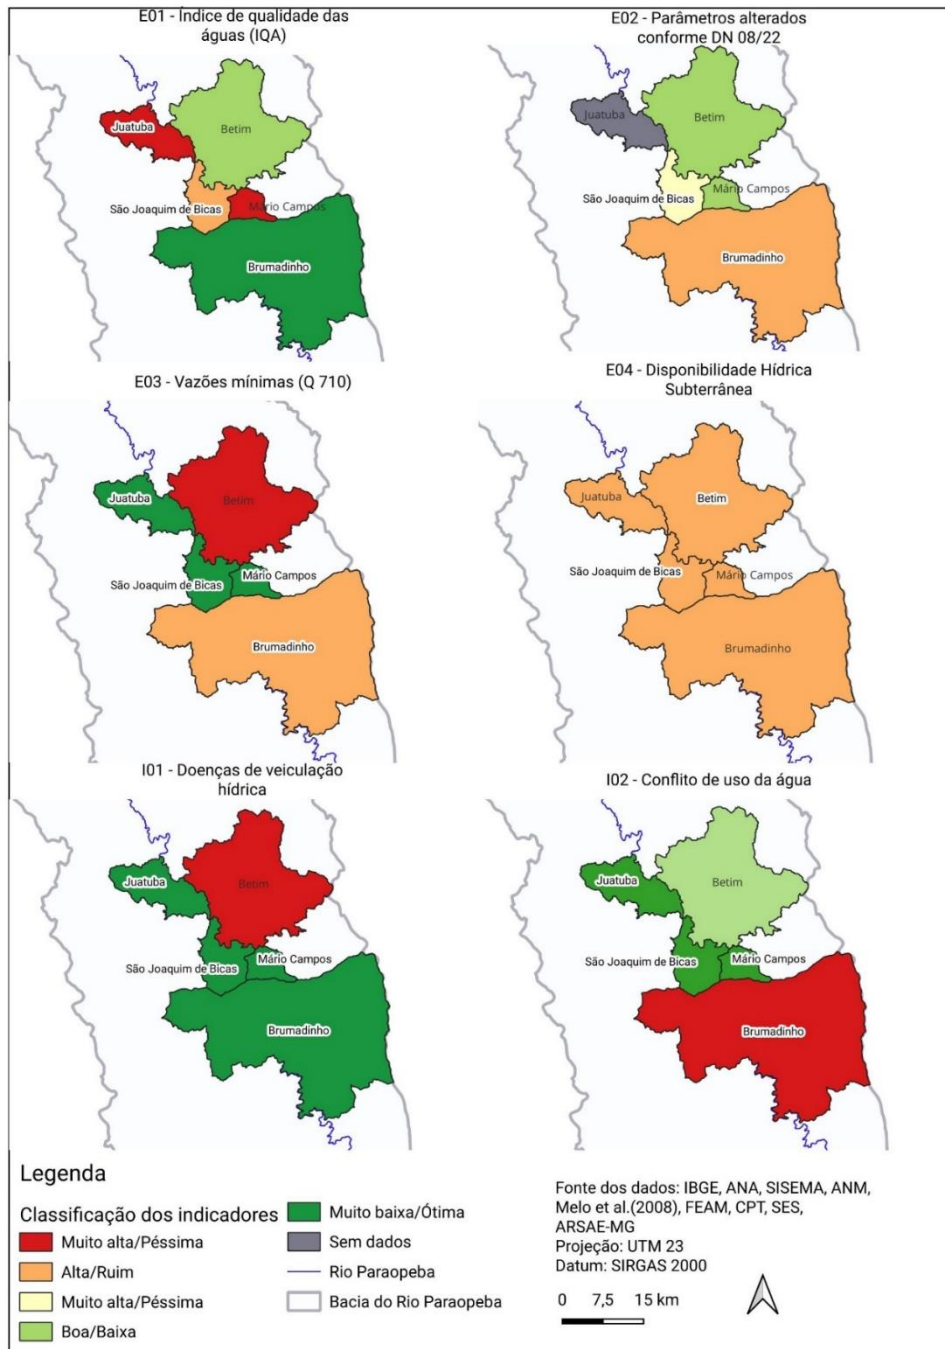 E01 - Índice de qualidade das
águas (IQA)
Juatuba
Betim
São Joaquim de Bicas
Mário Campos
Brumadinho
E02 - Parâmetros alterados
conforme DN 08/22
Juatuba
Betim
Mário Campos
São Joaquim de Bicas
Brumadinho
E03 - Vazões mínimas (Q 710)
Juatuba
Betim
São Joaquim de Bicas
Mário Campos
Brumadinho
E04 - Disponibilidade Hídrica
Subterrânea
Juatuba
Betim
São Joaquim de Bicas
Mário Campos
Brumadinho
I01 - Doenças de veiculação
hídrica
Juatuba
Betim
São Joaquim de Bicas
Mário Campos
Brumadinho
I02 - Conflito de uso da água
Juatuba
Betim
São Joaquim de Bicas
Mário Campos
Brumadinho
Legenda
Classificação dos indicadores
Muito alta/Péssima
Alta/Ruim
Muito alta/Péssima
Boa/Baixa
Muito baixa/Ótima
Sem dados
Rio Paraopeba
Bacia do Rio Paraopeba
Fonte dos dados: IBGE, ANA, SISEMA, ANM,
Melo et al.(2008), FEAM, CPT, SES,
ARSAE-MG
Projeção: UTM 23
Datum: SIRGAS 2000
0 7,5 15 km